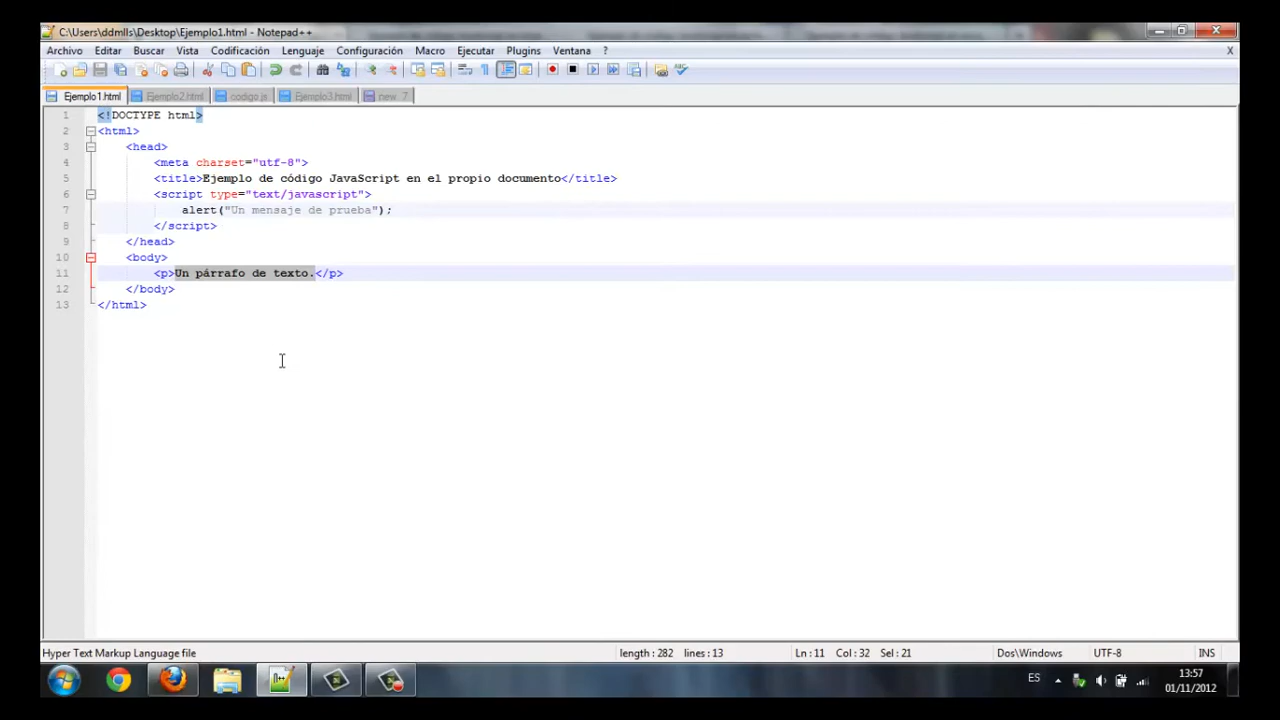 C:\Users\ddmlls\Desktop\Ejemplo1.html - Notepad++
Archivo Editar Buscar Vista Codificación Lenguaje Configuración Macro Ejecutar Plugins Ventana ? X
Ejemplo1.html Ejemplo2.html codigo.js Ejemplo3.html new 7
1 <!DOCTYPE html>
2 <html>
3 <head>
4 <meta charset="utf-8">
5 <title>Ejemplo de código JavaScript en el propio documento</title>
6 <script type="text/javascript">
7 alert("Un mensaje de prueba");
8 </script>
9 </head>
10 <body>
11 <p>Un párrafo de texto.</p>
12 </body>
13 </html>
Hyper Text Markup Language file length : 282 lines : 13 Ln : 11 Col : 32 Sel : 21 Dos\Windows UTF-8 INS
ES 13:57
01/11/2012